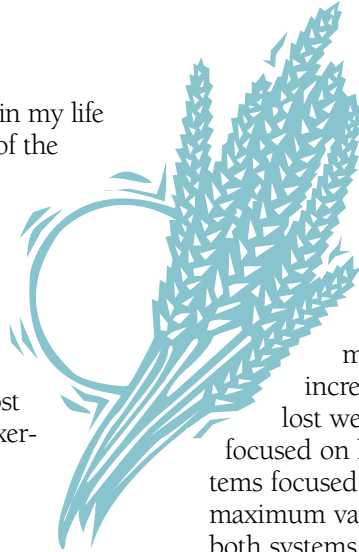 in my life
of the
ost
xer-
m
incre
lost we
focused on
tems focused
maximum va
both systems